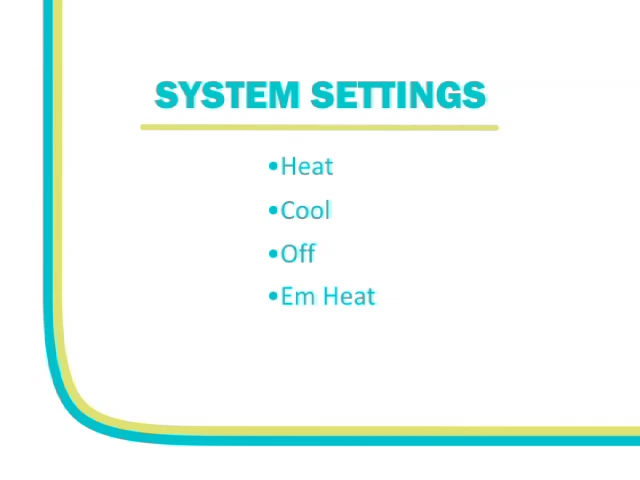 SYSTEM SETTINGS
•Heat
•Cool
•Off
•Em Heat